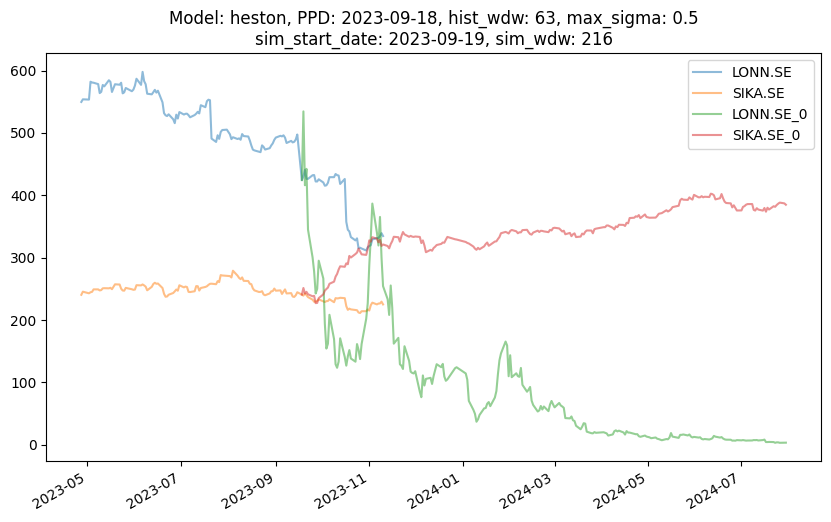 Model: heston, PPD: 2023-09-18, hist_wdw: 63, max_sigma: 0.5
sim_start_date: 2023-09-19, sim_wdw: 216
LONN.SE
SIKA.SE
LONN.SE_0
SIKA.SE_0
600
500
400
300
200
100
0
2023-05
2023-07
2023-09
2023-11
2024-01
2024-03
2024-05
2024-07